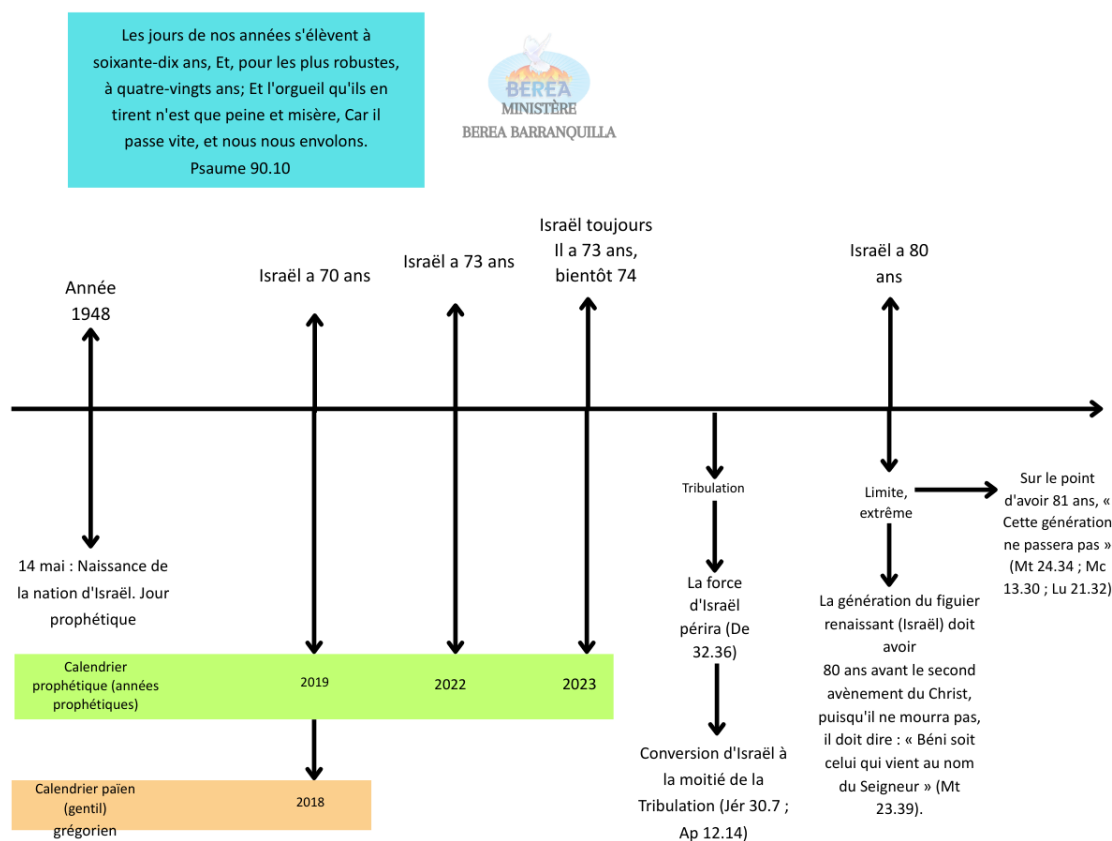 Les jours de nos années s'élèvent à
soixante-dix ans, Et, pour les plus robustes,
à quatre-vingts ans; Et l'orgueil qu'ils en
tirent n'est que peine et misère, Car il
passe vite, et nous nous envolons.
Psaume 90.10
BEREA
MINISTÈRE
BEREA BARRANQUILLA
Année
1948
Israël a 70 ans
Israël a 73 ans
Israël toujours
Il a 73 ans,
bientôt 74
Israël a 80
ans
14 mai : Naissance de
la nation d'Israël. Jour
prophétique
Tribulation
La force
d'Israël
périra (De
32.36)
Conversion d'Israël à
la moitié de la
Tribulation (Jér 30.7 ;
Ap 12.14)
Limite,
extrême
La génération du figuier
renaissant (Israël) doit
avoir
80 ans avant le second
avènement du Christ,
puisqu'il ne mourra pas,
il doit dire : « Béni soit
celui qui vient au nom
du Seigneur » (Mt
23.39).
Sur le point
d'avoir 81 ans, «
Cette génération
ne passera pas »
(Mt 24.34 ; Mc
13.30 ; Lu 21.32)
Calendrier
prophétique (années
prophétiques)
2019
2022
2023
Calendrier païen
(gentil)
grégorien
2018